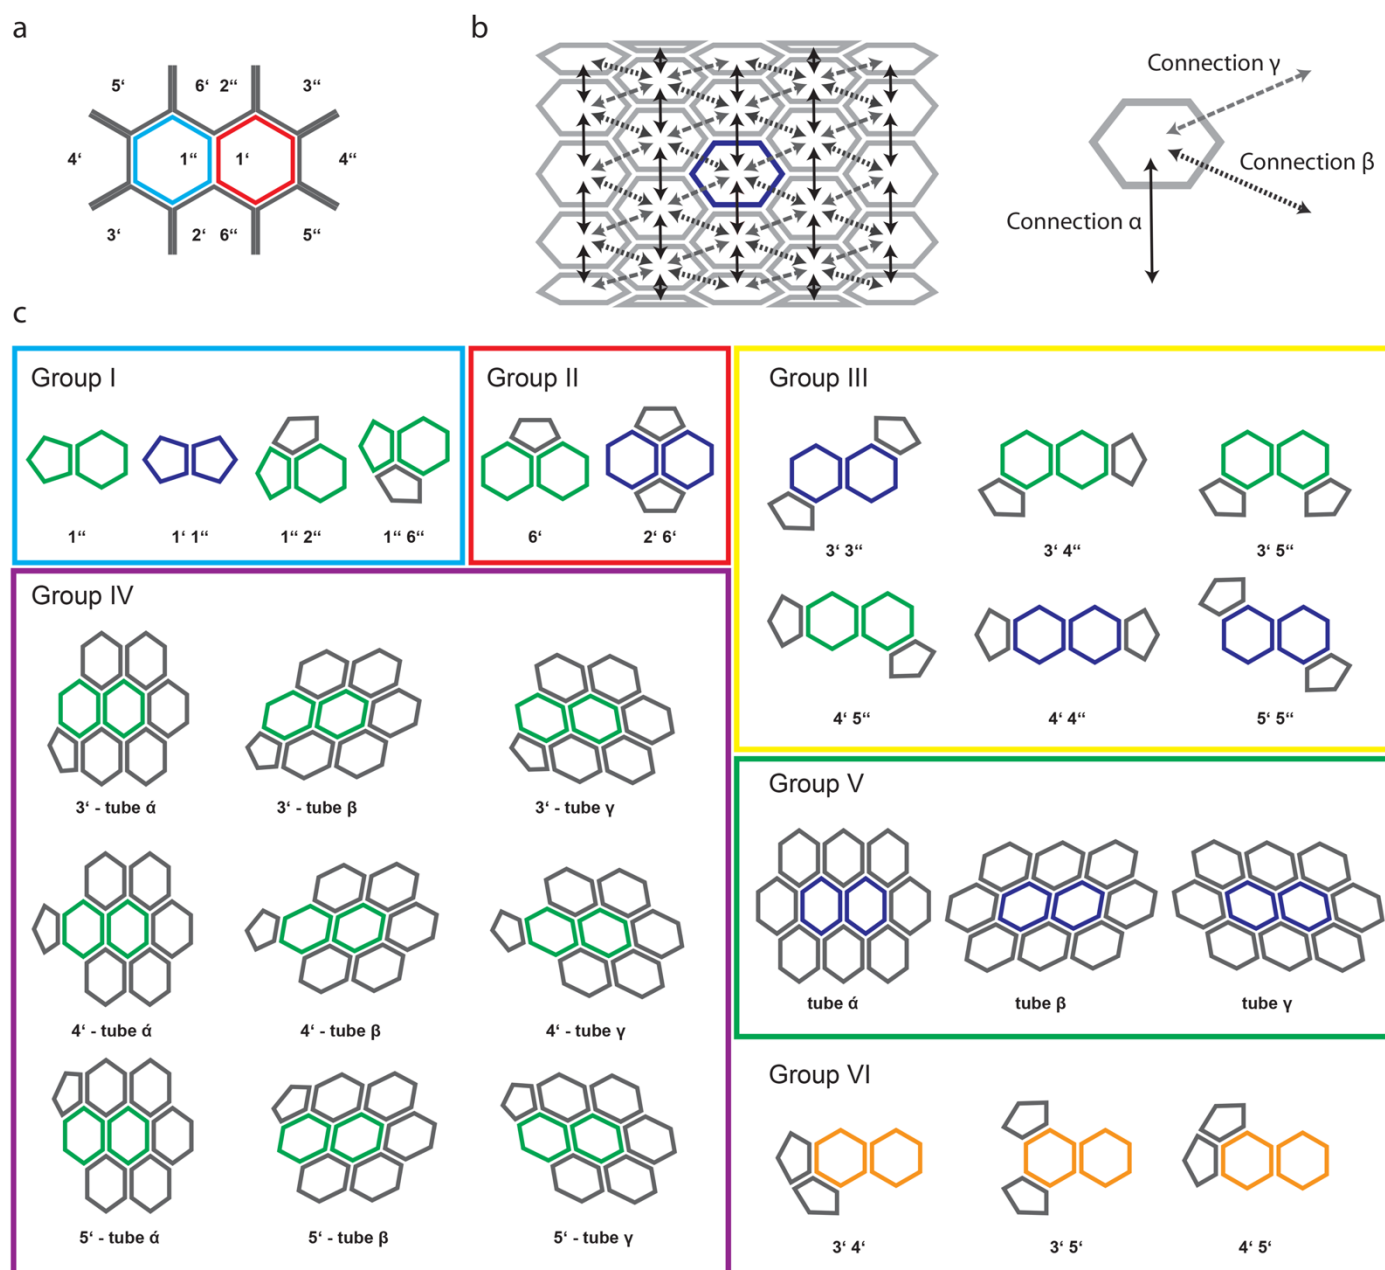 a
b
5‘ 6‘ 2“ 3“
4‘ 1“ 1‘ 4“
3‘ 2‘ 6“ 5“
Connection γ
Connection β
Connection α
c
Group I
1“ 1‘ 1“ 1“ 2“ 1“ 6“
Group II
6‘ 2‘ 6‘
Group III
3‘ 3“ 3‘ 4“ 3‘ 5“
4‘ 5“ 4‘ 4“ 5‘ 5“
Group IV
3‘ - tube ά 3‘ - tube β 3‘ - tube γ
4‘ - tube ά 4‘ - tube β 4‘ - tube γ
5‘ - tube ά 5‘ - tube β 5‘ - tube γ
Group V
tube ά tube β tube γ
Group VI
3‘ 4‘ 3‘ 5‘ 4‘ 5‘